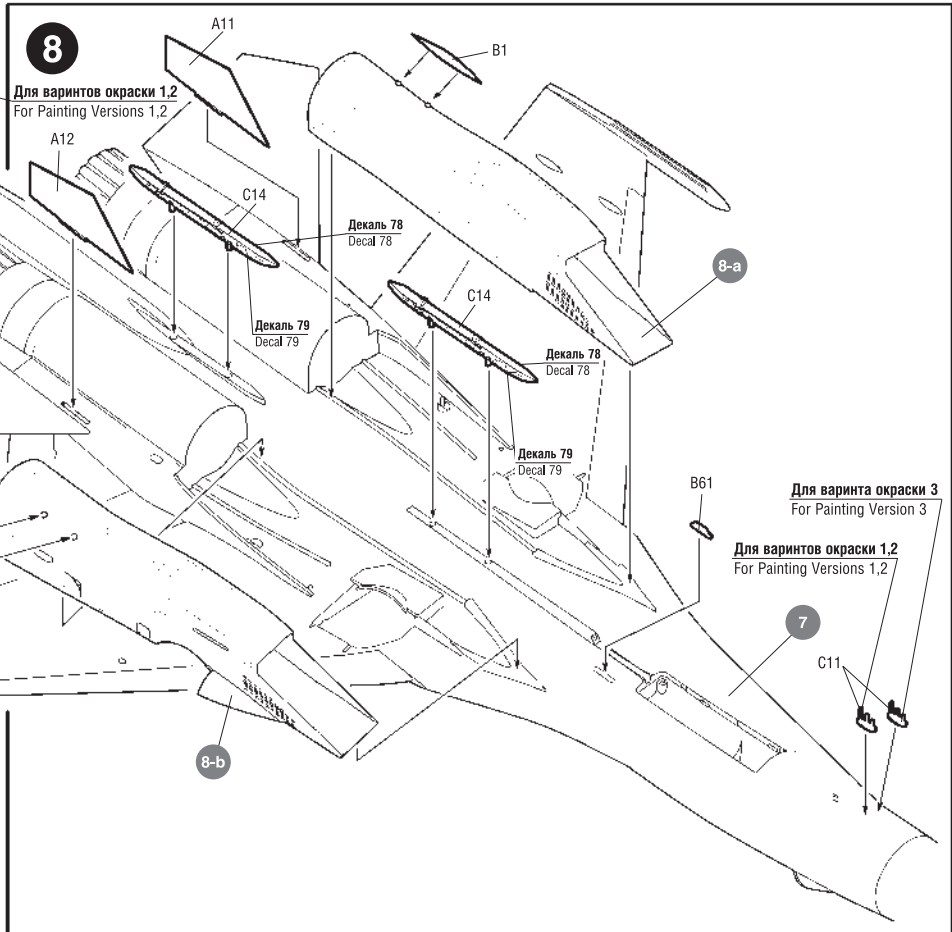 8
A11
B1
Для варинтов окраски 1,2
For Painting Versions 1,2
A12
C14
Декаль 78
Decal 78
8-a
C14
Декаль 79
Decal 79
Декаль 78
Decal 78
Декаль 79
Decal 79
B61
Для варинта окраски 3
For Painting Version 3
Для варинтов окраски 1,2
For Painting Versions 1,2
7
C11
8-b